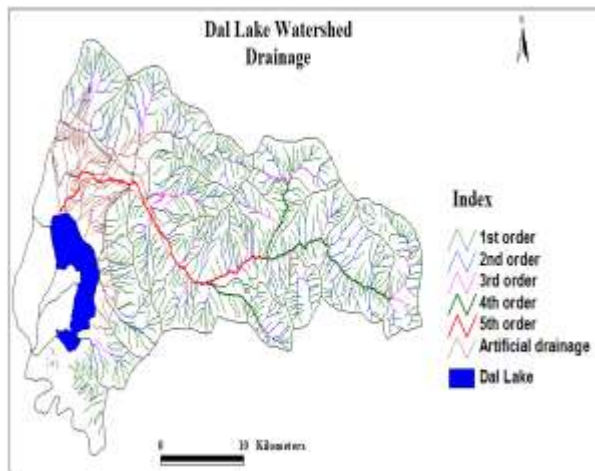 Dal Lake Watershed
Drainage
Index
1st order
2nd order
3rd order
4th order
5th order
Artificial drainage
Dal Lake
0 10 Kilometers